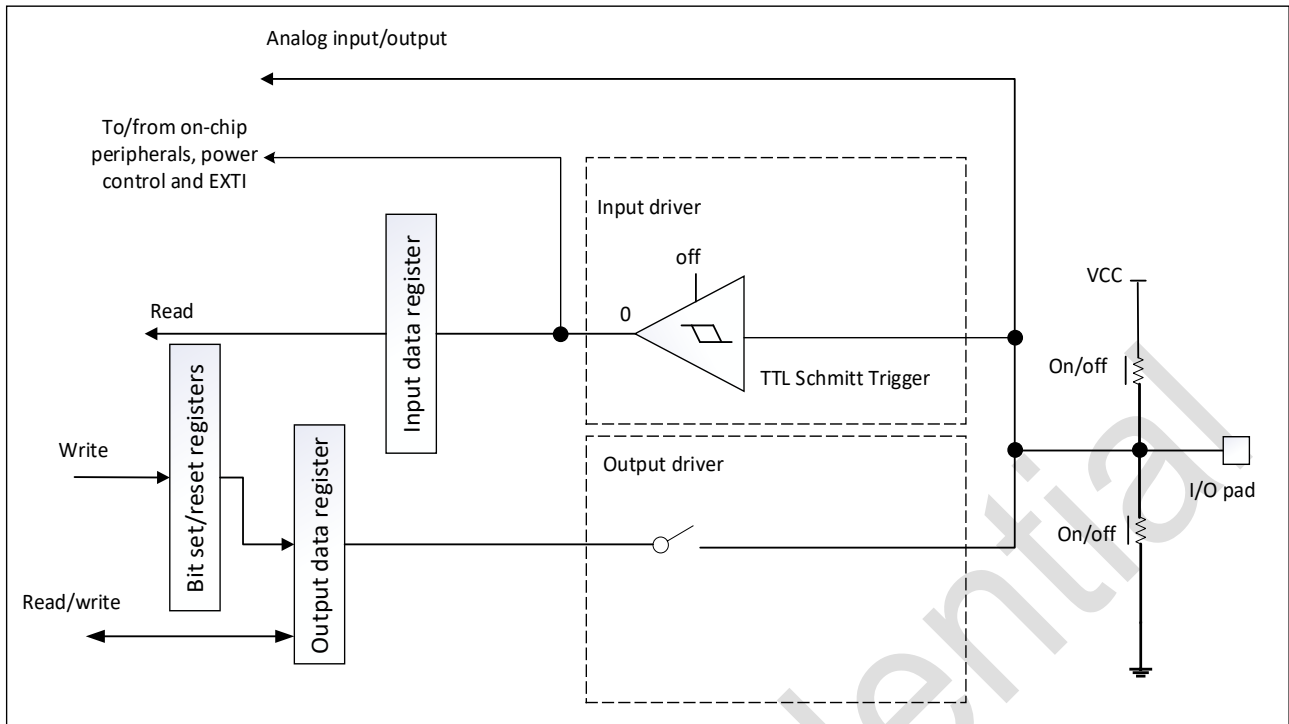 Analog input/output
To/from on-chip
peripherals, power
control and EXTI
Input driver
off
VCC
Read
Input data register
0
TTL Schmitt Trigger
On/off
Bit set/reset registers
Write
Output data register
Output driver
I/O pad
On/off
Read/write